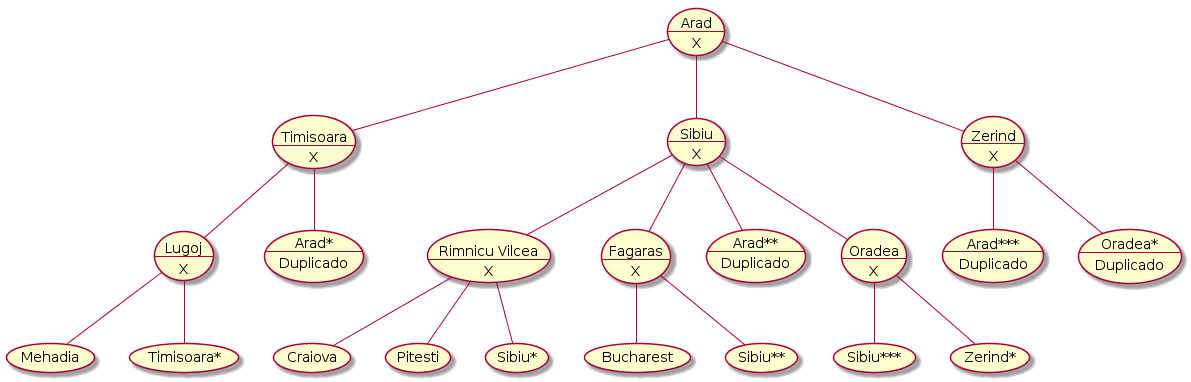 Arad
X
Timisoara
X
Sibiu
X
Zerind
X
Lugoj
X
Arad*
Duplicado
Rimnicu Vilcea
X
Fagaras
X
Arad**
Duplicado
Oradea
X
Arad***
Duplicado
Oradea*
Duplicado
Mehadia
Timisoara*
Craiova
Pitesti
Sibiu*
Bucharest
Sibiu**
Sibiu***
Zerind*